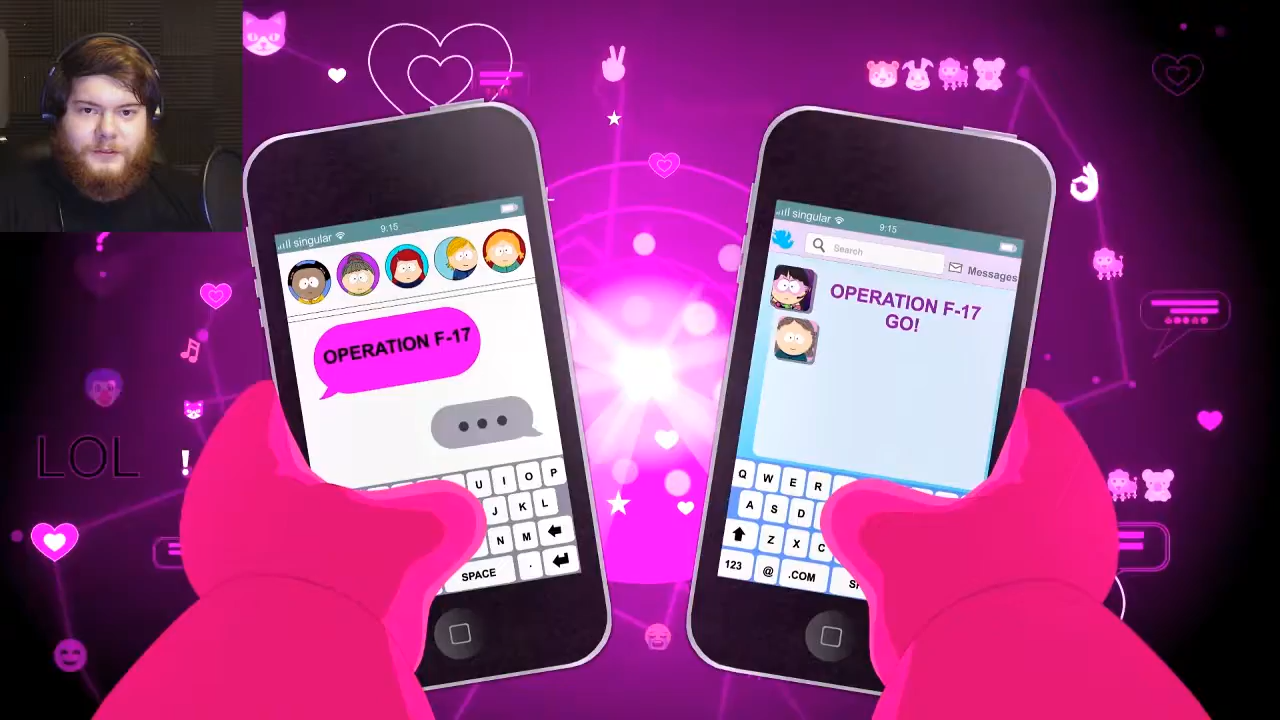 singular
9:15
OPERATION F-17
U I O P
J K L
N M
SPACE .
singular
9:15
Search
Messages
OPERATION F-17
GO!
Q W E R
A S D
Z X C
123 @ .COM
LOL
!
?